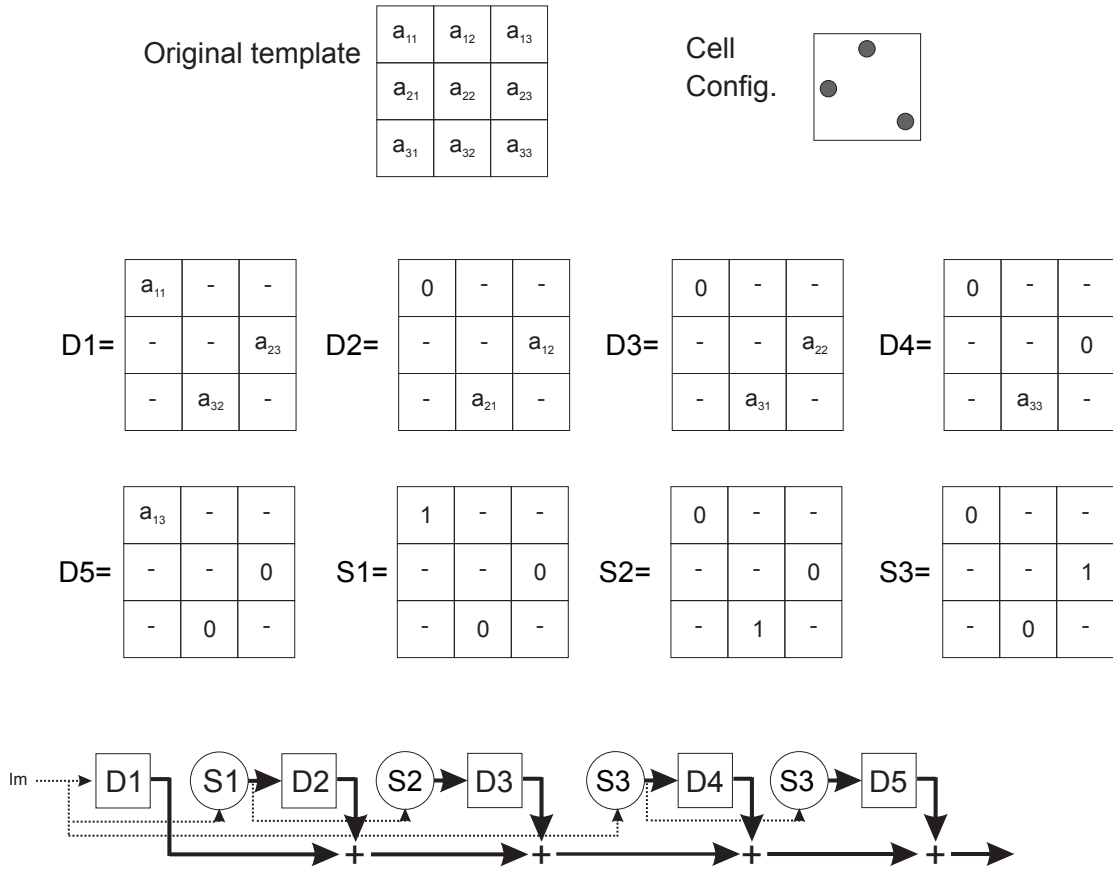 Original template
a11 a12 a13
a21 a22 a23
a31 a32 a33
Cell
Config.
D1=
a11 - -
- - a23
- a32 -
D2=
0 - -
- - a12
- a21 -
D3=
0 - -
- - a22
- a31 -
D4=
0 - -
- - 0
- a33 -
D5=
a13 - -
- - 0
- 0 -
S1=
1 - -
- - 0
- 0 -
S2=
0 - -
- - 0
- 1 -
S3=
0 - -
- - 1
- 0 -
Im D1 S1 D2 S2 D3 S3 D4 S3 D5
+ + + +